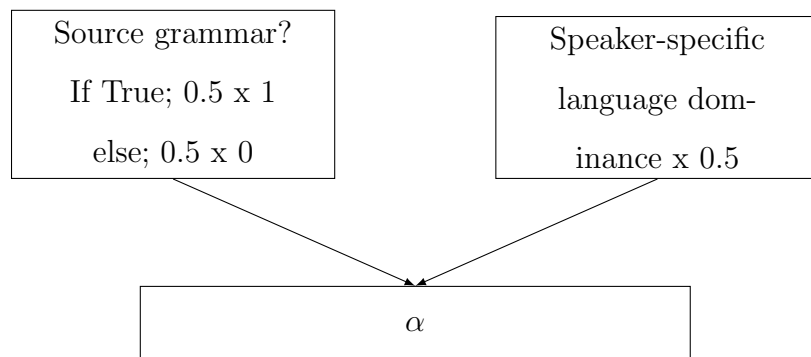 Source grammar?
If True; 0.5 x 1
else; 0.5 x 0
Speaker-specific
language dom-
inance x 0.5
α